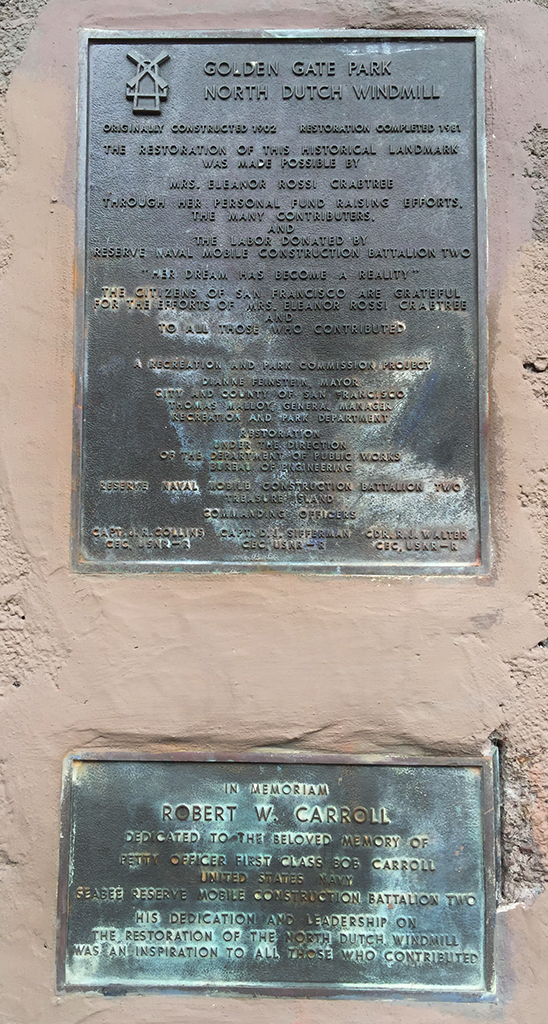 GOLDEN GATE PARK
NORTH DUTCH WINDMILL
ORIGINALLY CONSTRUCTED 1902 RESTORATION COMPLETED 1981
THE RESTORATION OF THIS HISTORICAL LANDMARK
WAS MADE POSSIBLE BY
MRS. ELEANOR ROSSI CRABTREE
THROUGH HER PERSONAL FUND RAISING EFFORTS,
THE MANY CONTRIBUTERS,
AND
THE LABOR DONATED BY
RESERVE NAVAL MOBILE CONSTRUCTION BATTALION TWO
"HER DREAM HAS BECOME A REALITY"
THE CITIZENS OF SAN FRANCISCO ARE GRATEFUL
FOR THE EFFORTS OF MRS. ELEANOR ROSSI CRABTREE
AND
TO ALL THOSE WHO CONTRIBUTED
A RECREATION AND PARK COMMISSION PROJECT
DIANNE FEINSTEIN, MAYOR
CITY AND COUNTY OF SAN FRANCISCO
THOMAS MALLOY, GENERAL MANAGER
RECREATION AND PARK DEPARTMENT
RESTORATION
UNDER THE DIRECTION
OF THE DEPARTMENT OF PUBLIC WORKS
BUREAU OF ENGINEERING
RESERVE NAVAL MOBILE CONSTRUCTION BATTALION TWO
TREASURE ISLAND
COMMANDING OFFICERS
CAPT. J. R. COLLINS CAPT. D. L. SIFFERMAN CDR. R. J. WALTER
CEC, USNR-R CEC, USNR-R CEC, USNR-R
IN MEMORIAM
ROBERT W. CARROLL
DEDICATED TO THE BELOVED MEMORY OF
PETTY OFFICER FIRST CLASS BOB CARROLL
UNITED STATES NAVY
SEABEE RESERVE MOBILE CONSTRUCTION BATTALION TWO
HIS DEDICATION AND LEADERSHIP ON
THE RESTORATION OF THE NORTH DUTCH WINDMILL
WAS AN INSPIRATION TO ALL THOSE WHO CONTRIBUTED